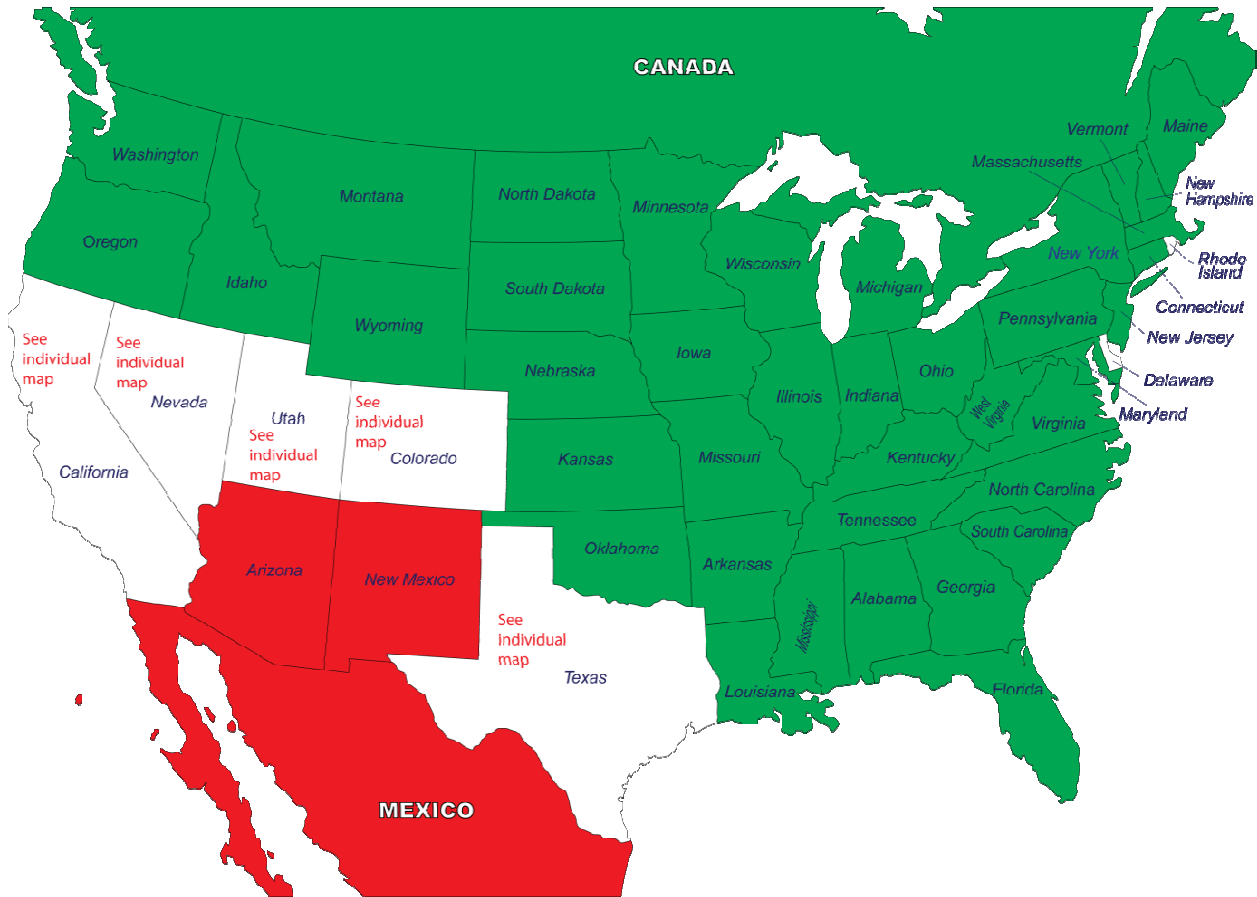 CANADA
Vermont
Maine
Washington
Massachusetts
Montana
North Dakota
Minnesota
New
Hampshire
Oregon
New York
Wisconsin
Rhodo
Island
Idaho
South Dakota
Michigan
Connecticut
Wyoming
Pennsylvania
New Jersey
See
individual
map
See
individual
map
Nevada
Iowa
Nebraska
Ohio
Delaware
Illinois
Indiana
See
individual
map
West
Virginia
Maryland
Utah
See
individual
map
Virginia
California
Colorado
Kansas
Missouri
Kentucky
North Carolina
Tennessee
South Carolina
Oklahoma
Arizona
New Mexico
Arkansas
Georgia
Alabama
Mississippi
See
individual
map
Texas
Louisiana
Florida
MEXICO